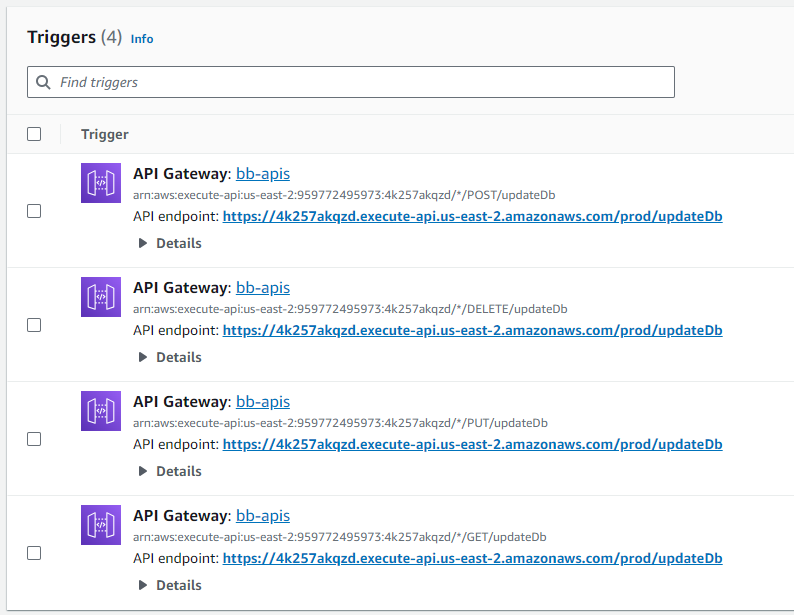 Triggers (4) Info
Find triggers
Trigger
API Gateway: bb-apis
arn:aws:execute-api:us-east-2:959772495973:4k257akqzd/*/POST/updateDb
API endpoint: https://4k257akqzd.execute-api.us-east-2.amazonaws.com/prod/updateDb
Details
API Gateway: bb-apis
arn:aws:execute-api:us-east-2:959772495973:4k257akqzd/*/DELETE/updateDb
API endpoint: https://4k257akqzd.execute-api.us-east-2.amazonaws.com/prod/updateDb
Details
API Gateway: bb-apis
arn:aws:execute-api:us-east-2:959772495973:4k257akqzd/*/PUT/updateDb
API endpoint: https://4k257akqzd.execute-api.us-east-2.amazonaws.com/prod/updateDb
Details
API Gateway: bb-apis
arn:aws:execute-api:us-east-2:959772495973:4k257akqzd/*/GET/updateDb
API endpoint: https://4k257akqzd.execute-api.us-east-2.amazonaws.com/prod/updateDb
Details